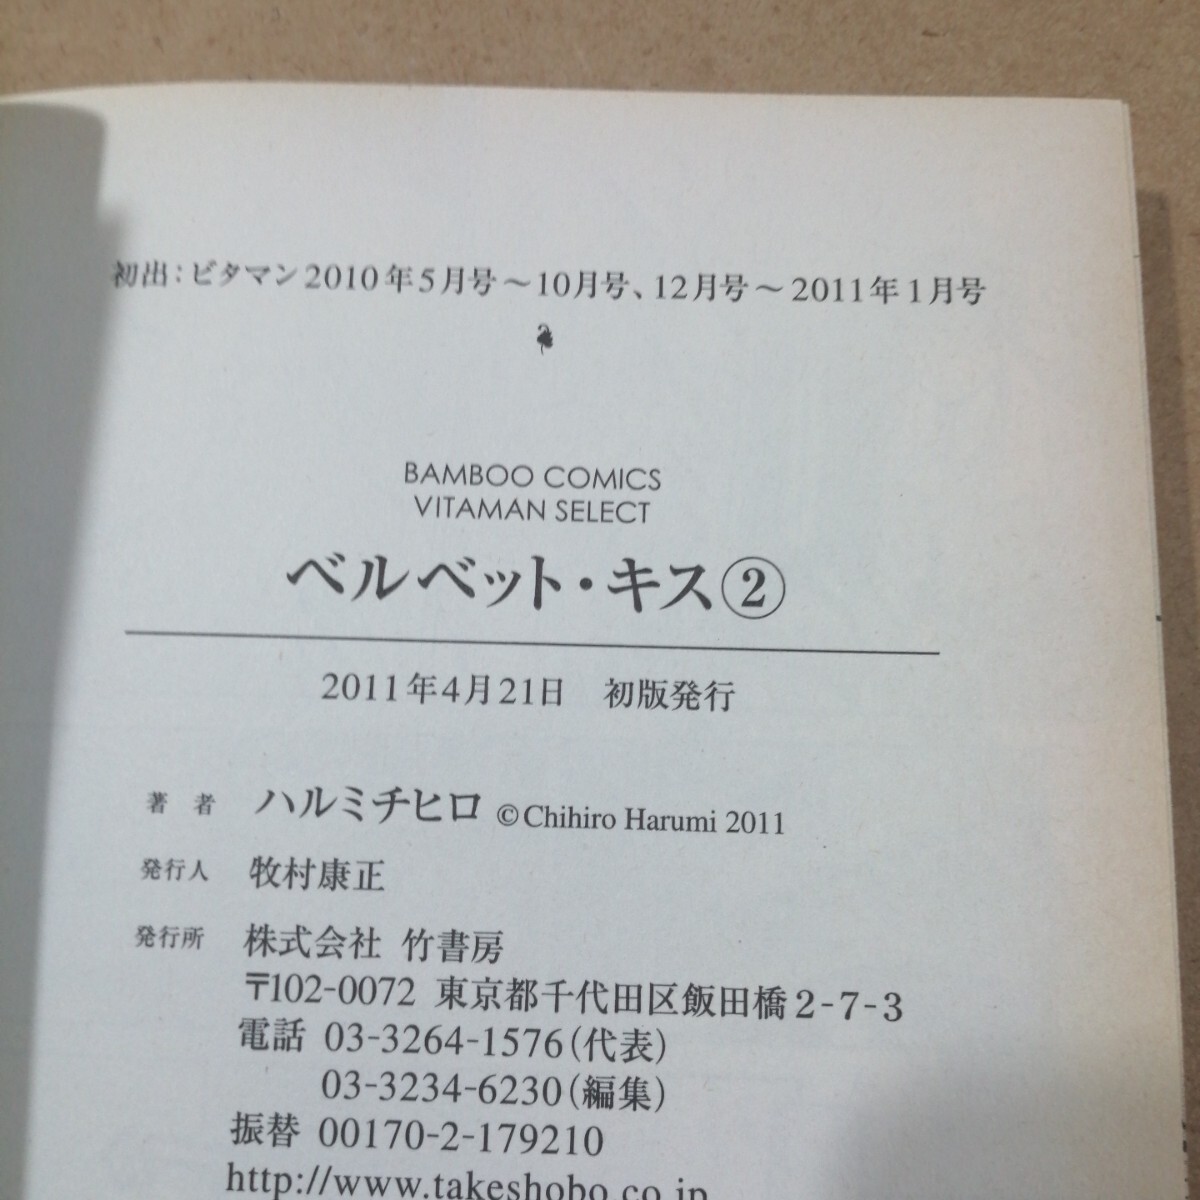 初出：ビタマン2010年5月号～10月号、12月号～2011年1月号
BAMBOO COMICS
VITAMAN SELECT
ベルベット・キス②
2011年4月21日　初版発行
著　者　ハルミチヒロ ©Chihiro Harumi 2011
発行人　牧村康正
発行所　株式会社 竹書房
〒102-0072 東京都千代田区飯田橋2-7-3
電話 03-3264-1576（代表）
03-3234-6230（編集）
振替 00170-2-179210
http://www.takeshobo.co.jp